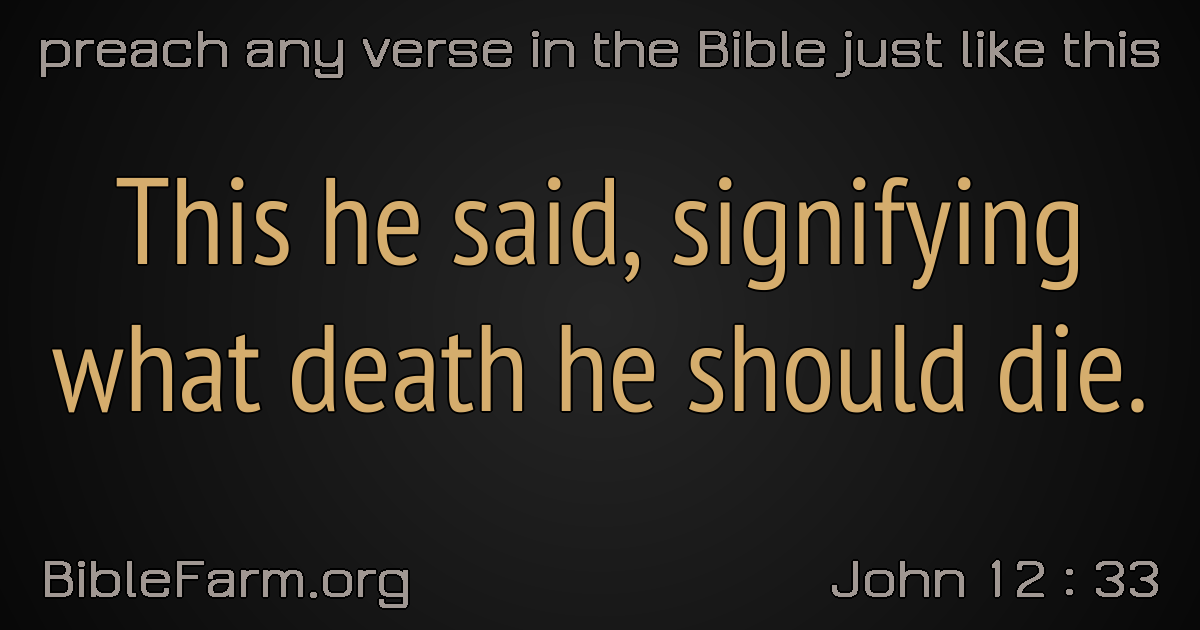 preach any verse in the Bible just like this
This he said, signifying
what death he should die.
BibleFarm.org
John 12 : 33